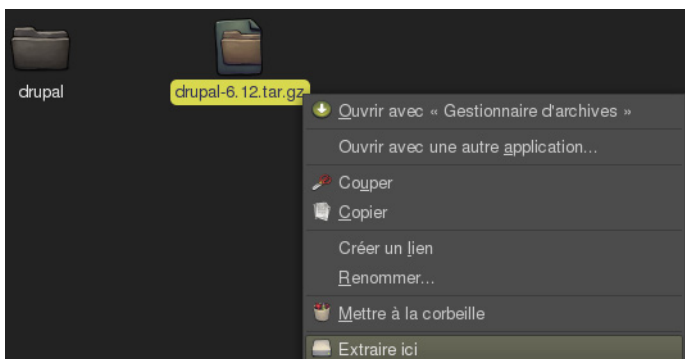 drupal
drupal-6.12.tar.gz
Ouvrir avec « Gestionnaire d'archives »
Ouvrir avec une autre application...
Couper
Copier
Créer un lien
Renommer...
Mettre à la corbeille
Extraire ici